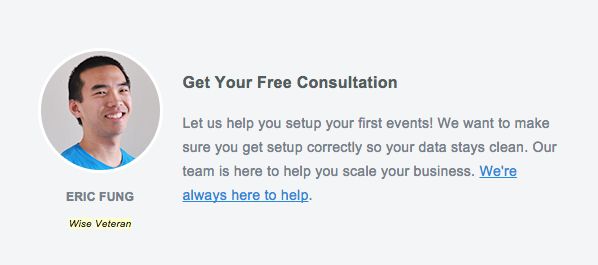 Get Your Free Consultation
Let us help you setup your first events! We want to make
sure you get setup correctly so your data stays clean. Our
team is here to help you scale your business. We're
always here to help.
ERIC FUNG
Wise Veteran